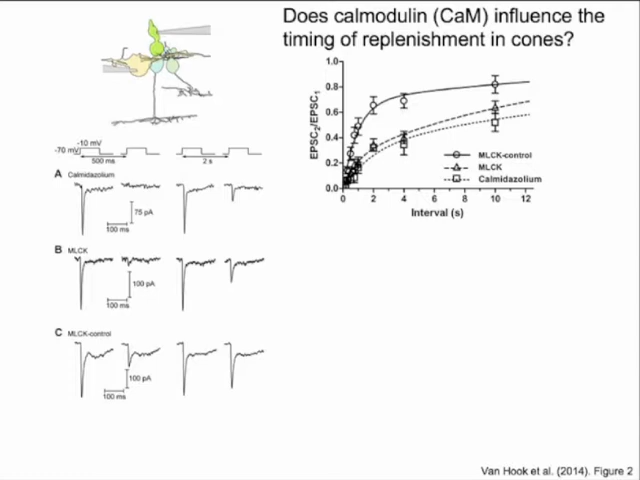 Does calmodulin (CaM) influence the
timing of replenishment in cones?
-10 mV
-70 mV
500 ms
2 s
A Calmidazolium
75 pA
100 ms
B MLCK
100 pA
100 ms
C MLCK-control
100 pA
100 ms
EPSC₂/EPSC₁
1.0
0.8
0.6
0.4
0.2
0.0
MLCK-control
MLCK
Calmidazolium
0 2 4 6 8 10 12
Interval (s)
Van Hook et al. (2014). Figure 2